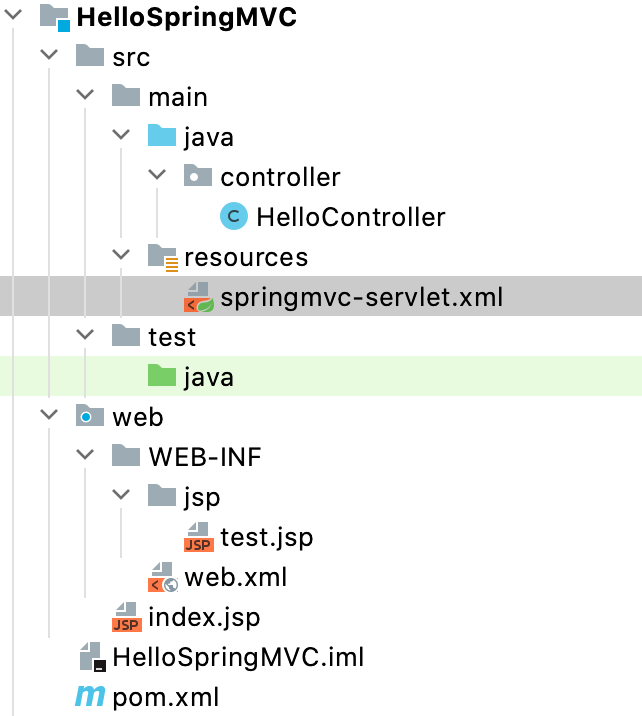 HelloSpringMVC
src
main
java
controller
C HelloController
resources
springmvc-servlet.xml
test
java
web
WEB-INF
jsp
JSP test.jsp
web.xml
JSP index.jsp
HelloSpringMVC.iml
m pom.xml